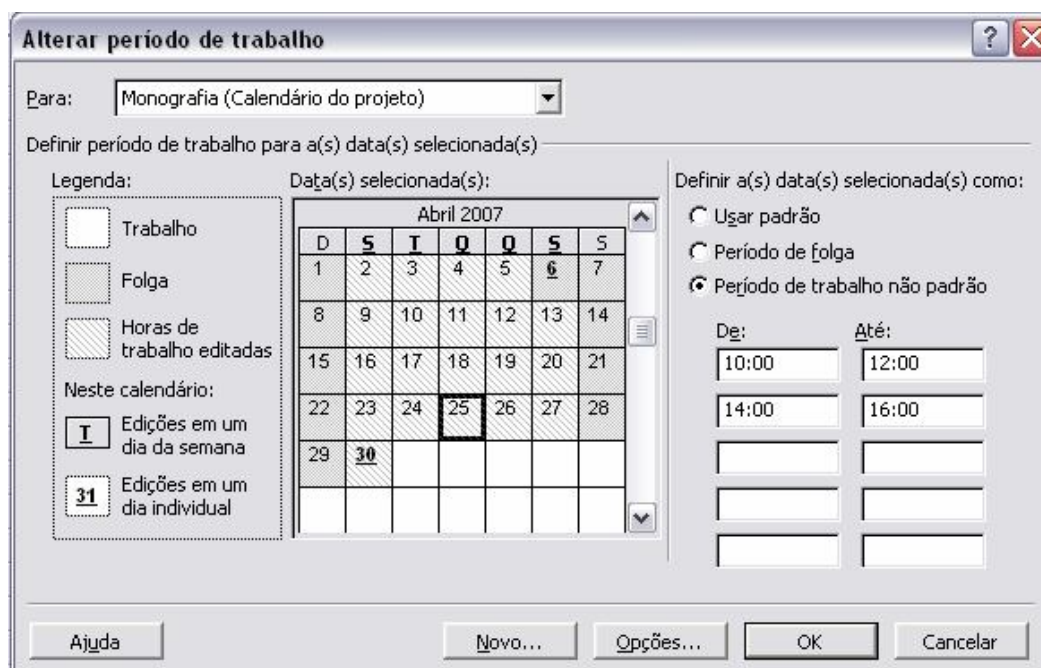 Alterar período de trabalho
Para: Monografia (Calendário do projeto)
Definir período de trabalho para a(s) data(s) selecionada(s)
Legenda:
Trabalho
Folga
Horas de
trabalho editadas
Neste calendário:
T Edições em um
dia da semana
31 Edições em um
dia individual
Data(s) selecionada(s):
Abril 2007
D S T Q Q S S
1 2 3 4 5 6 7
8 9 10 11 12 13 14
15 16 17 18 19 20 21
22 23 24 25 26 27 28
29 30
Definir a(s) data(s) selecionada(s) como:
Usar padrão
Período de folga
Período de trabalho não padrão
De: Até:
10:00 12:00
14:00 16:00
Ajuda Novo... Opções... OK Cancelar